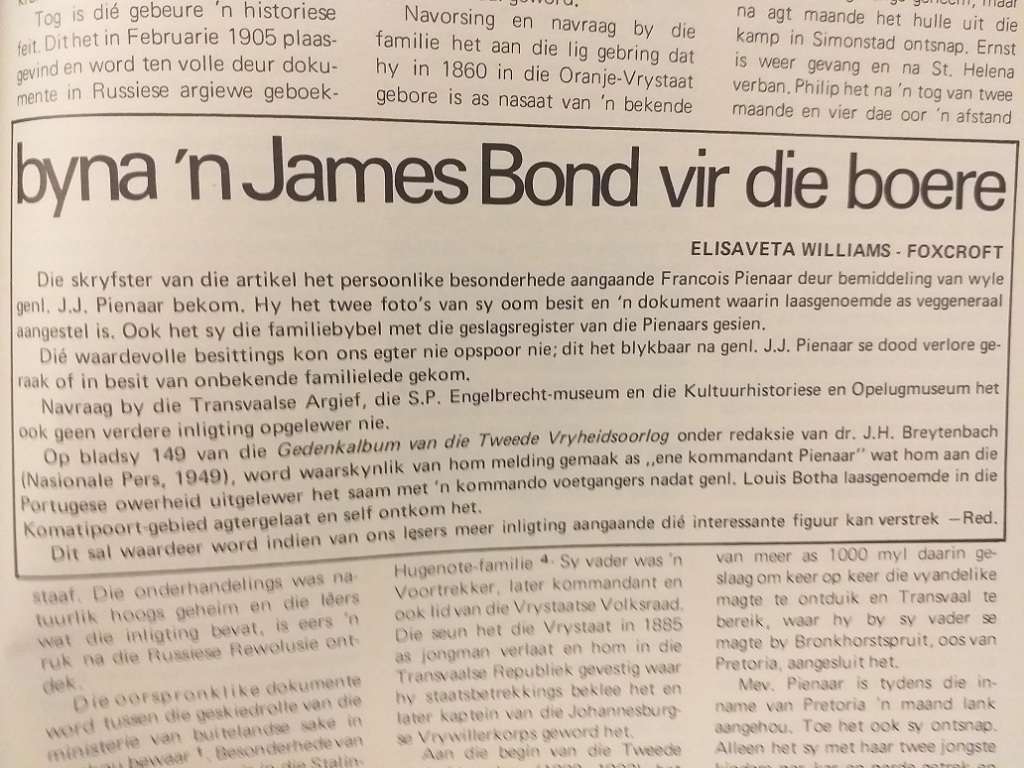 Tog is dié gebeure 'n historiese
feit. Dit het in Februarie 1905 plaas-
gevind en word ten volle deur doku-
mente in Russiese argiewe geboek-
Navorsing en navraag by die
familie het aan die lig gebring dat
hy in 1860 in die Oranje-Vrystaat
gebore is as nasaat van 'n bekende
na agt maande het hulle uit die
kamp in Simonstad ontsnap. Ernst
is weer gevang en na St. Helena
verban. Philip het na 'n tog van twee
maande en vier dae oor 'n afstand
byna 'n James Bond vir die boere
ELISAVETA WILLIAMS - FOXCROFT
Die skryfster van die artikel het persoonlike besonderhede aangaande Francois Pienaar deur bemiddeling van wyle
genl. J.J. Pienaar bekom. Hy het twee foto's van sy oom besit en 'n dokument waarin laasgenoemde as veggeneraal
aangestel is. Ook het sy die familiebybel met die geslagsregister van die Pienaars gesien.
Dié waardevolle besittings kon ons egter nie opspoor nie; dit het blykbaar na genl. J.J. Pienaar se dood verlore ge-
raak of in besit van onbekende familielede gekom.
Navraag by die Transvaalse Argief, die S.P. Engelbrecht-museum en die Kultuurhistoriese en Opelugmuseum het
ook geen verdere inligting opgelewer nie.
Op bladsy 149 van die Gedenkalbum van die Tweede Vryheidsoorlog onder redaksie van dr. J.H. Breytenbach
(Nasionale Pers, 1949), word waarskynlik van hom melding gemaak as „ene kommandant Pienaar" wat hom aan die
Portugese owerheid uitgelewer het saam met 'n kommando voetgangers nadat genl. Louis Botha laasgenoemde in die
Komatipoort-gebied agtergelaat en self ontkom het.
Dit sal waardeer word indien van ons lesers meer inligting aangaande dié interessante figuur kan verstrek —Red.
staaf. Die onderhandelings was na-
tuurlik hoogs geheim en die lêers
wat die inligting bevat, is eers 'n
ruk na die Russiese Rewolusie ont-
dek.
Die oorspronklike dokumente
word tussen die geskiedrolle van die
ministerie van buitelandse sake in
bewaar ¹. Besonderhede van
in die Stalin-
Hugenote-familie ⁴. Sy vader was 'n
Voortrekker, later kommandant en
ook lid van die Vrystaatse Volksraad.
Die seun het die Vrystaat in 1885
as jongman verlaat en hom in die
Transvaalse Republiek gevestig waar
hy staatsbetrekkings beklee het en
later kaptein van die Johannesburg-
se Vrywillerkorps geword het.
Aan die begin van die Tweede
van meer as 1000 myl daarin ge-
slaag om keer op keer die vyandelike
magte te ontduik en Transvaal te
bereik, waar hy by sy vader se
magte by Bronkhorstspruit, oos van
Pretoria, aangesluit het.
Mev. Pienaar is tydens die in-
name van Pretoria 'n maand lank
aangehou. Toe het ook sy ontsnap.
Alleen het sy met haar twee jongste